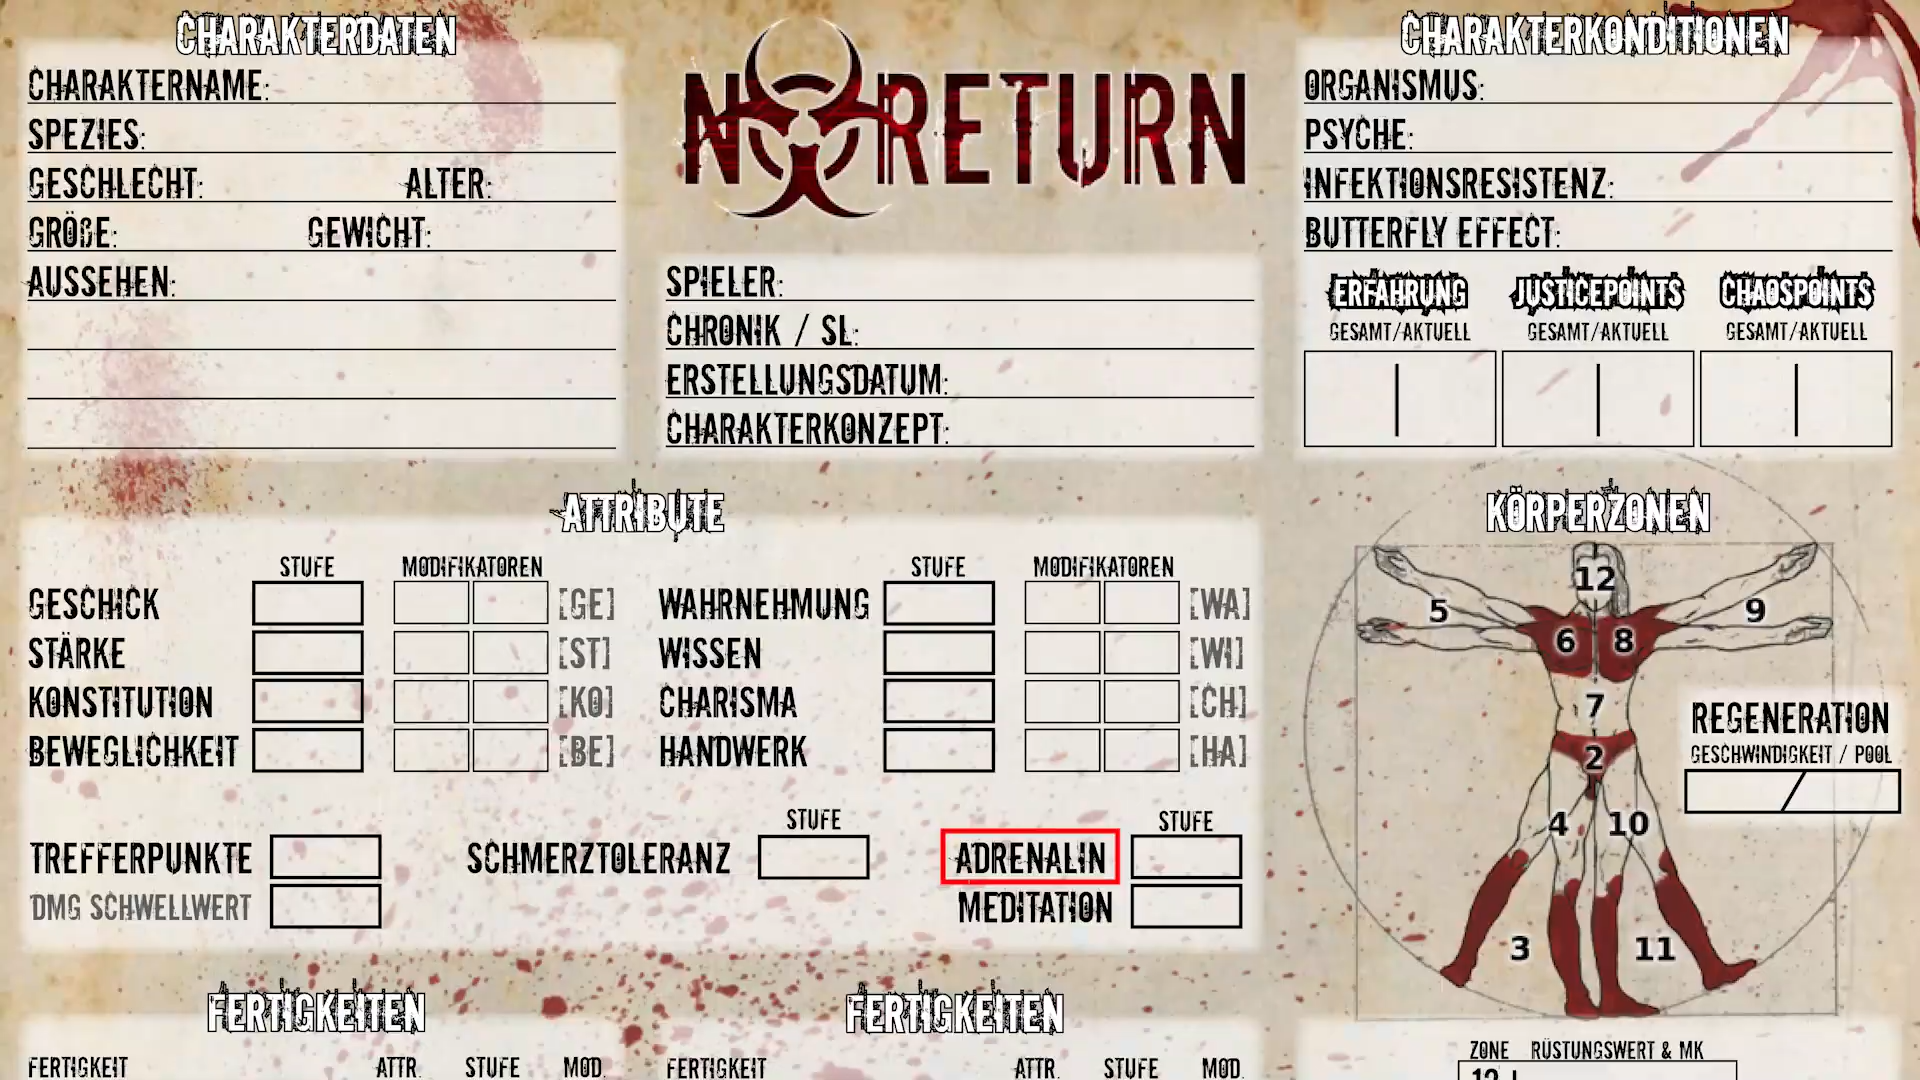 CHARAKTERDATEN
CHARAKTERNAME:
SPEZIES:
GESCHLECHT: ALTER:
GRÖßE: GEWICHT:
AUSSEHEN:
NO RETURN
SPIELER:
CHRONIK / SL:
ERSTELLUNGSDATUM:
CHARAKTERKONZEPT:
CHARAKTERKONDITIONEN
ORGANISMUS:
PSYCHE:
INFEKTIONSRESISTENZ:
BUTTERFLY EFFECT:
ERFAHRUNG JUSTICEPOINTS CHAOSPOINTS
GESAMT/AKTUELL GESAMT/AKTUELL GESAMT/AKTUELL
ATTRIBUTE
STUFE MODIFIKATOREN STUFE MODIFIKATOREN
GESCHICK [GE] WAHRNEHMUNG [WA]
STÄRKE [ST] WISSEN [WI]
KONSTITUTION [KO] CHARISMA [CH]
BEWEGLICHKEIT [BE] HANDWERK [HA]
STUFE STUFE
TREFFERPUNKTE SCHMERZTOLERANZ ADRENALIN
DMG SCHWELLWERT MEDITATION
KÖRPERZONEN
12
5 9
6 8
7
2
4 10
3 11
REGENERATION
GESCHWINDIGKEIT / POOL
/
FERTIGKEITEN FERTIGKEITEN
FERTIGKEIT ATTR. STUFE MOD. FERTIGKEIT ATTR. STUFE MOD.
ZONE RÜSTUNGSWERT & MK
12